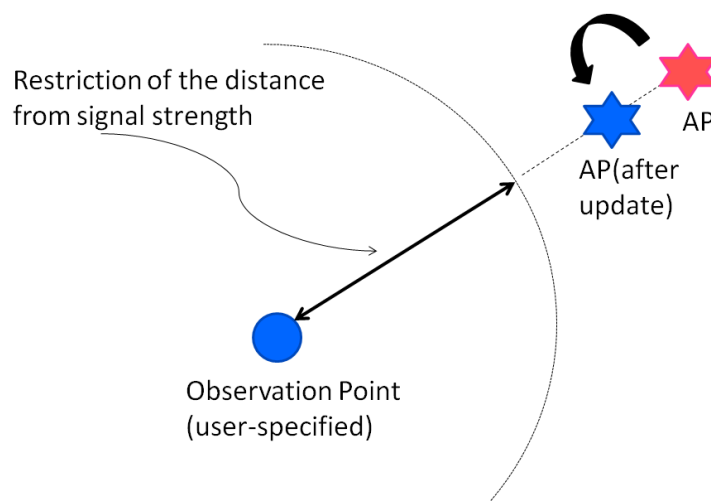 Restriction of the distance
from signal strength
AP
AP(after
update)
Observation Point
(user-specified)